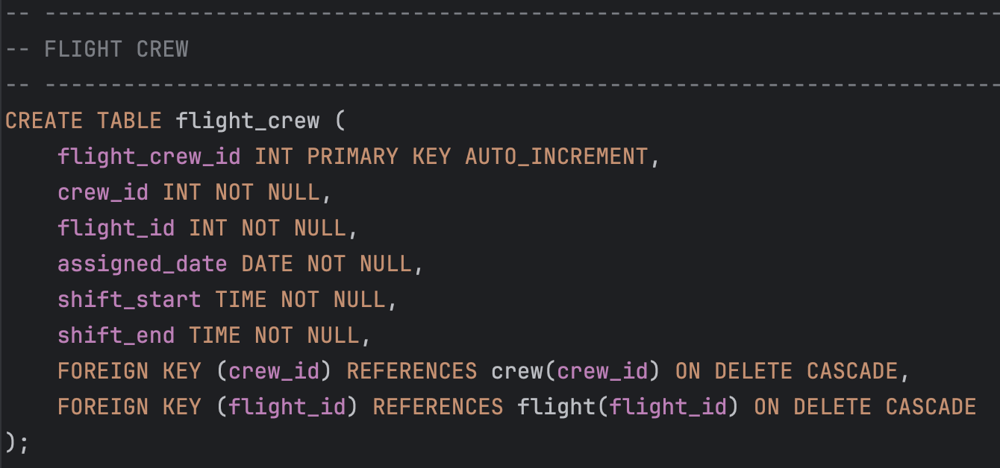 -- --------------------------------------------------------------------------
-- FLIGHT CREW
-- --------------------------------------------------------------------------
CREATE TABLE flight_crew (
    flight_crew_id INT PRIMARY KEY AUTO_INCREMENT,
    crew_id INT NOT NULL,
    flight_id INT NOT NULL,
    assigned_date DATE NOT NULL,
    shift_start TIME NOT NULL,
    shift_end TIME NOT NULL,
    FOREIGN KEY (crew_id) REFERENCES crew(crew_id) ON DELETE CASCADE,
    FOREIGN KEY (flight_id) REFERENCES flight(flight_id) ON DELETE CASCADE
);